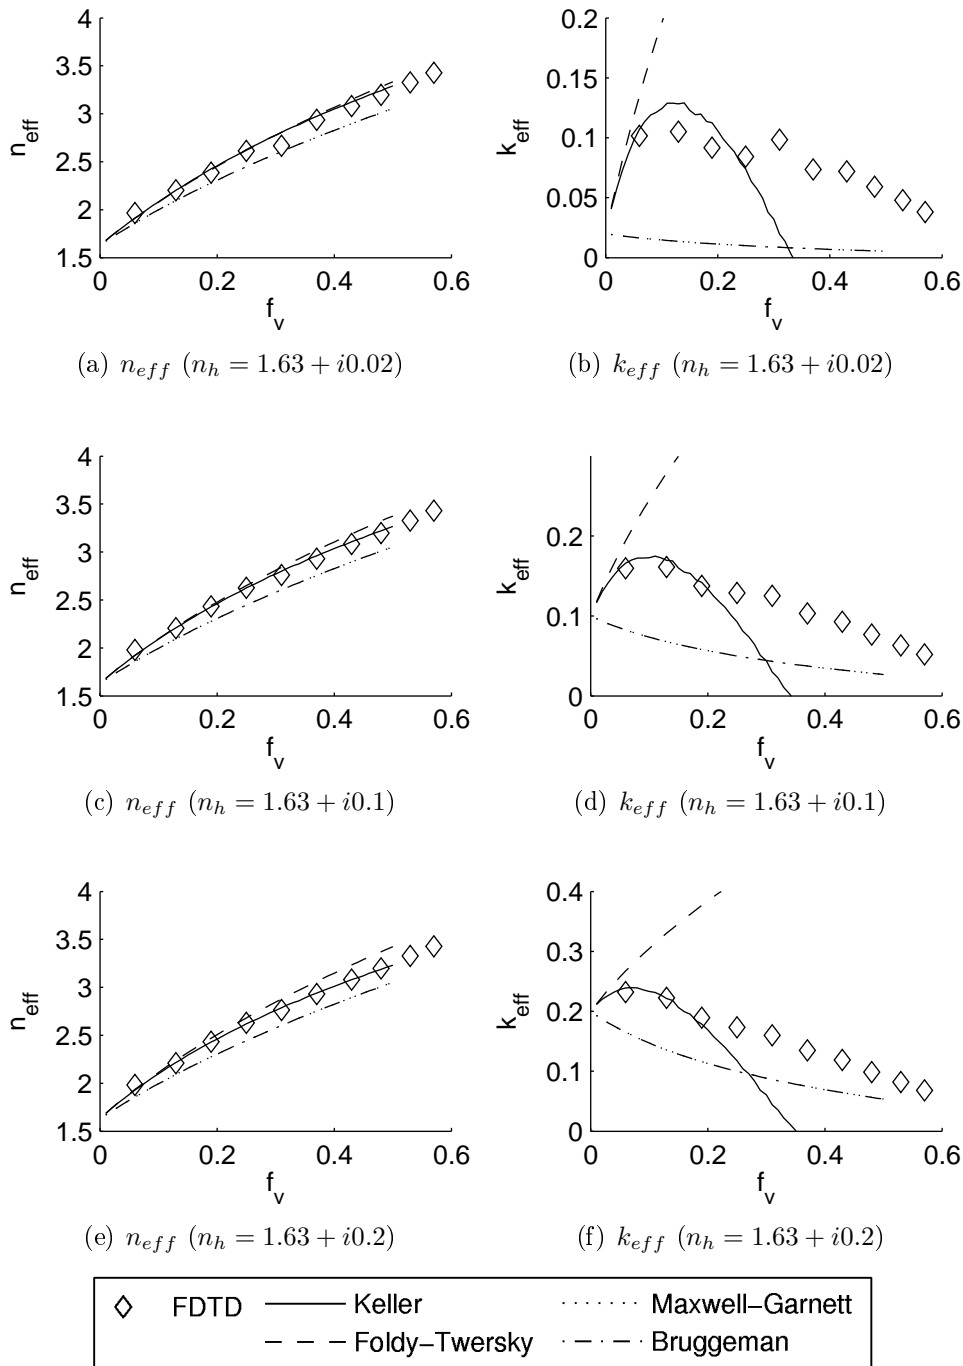 4
3.5
3
2.5
2
1.5
0
0.2
0.4
0.6
n_eff
f_v
(a) n_eff (n_h = 1.63 + i0.02)
0.2
0.15
0.1
0.05
0
0
0.2
0.4
0.6
k_eff
f_v
(b) k_eff (n_h = 1.63 + i0.02)
4
3.5
3
2.5
2
1.5
0
0.2
0.4
0.6
n_eff
f_v
(c) n_eff (n_h = 1.63 + i0.1)
0.2
0.1
0
0
0.2
0.4
0.6
k_eff
f_v
(d) k_eff (n_h = 1.63 + i0.1)
4
3.5
3
2.5
2
1.5
0
0.2
0.4
0.6
n_eff
f_v
(e) n_eff (n_h = 1.63 + i0.2)
0.4
0.3
0.2
0.1
0
0
0.2
0.4
0.6
k_eff
f_v
(f) k_eff (n_h = 1.63 + i0.2)
FDTD
Keller
Foldy−Twersky
Maxwell−Garnett
Bruggeman